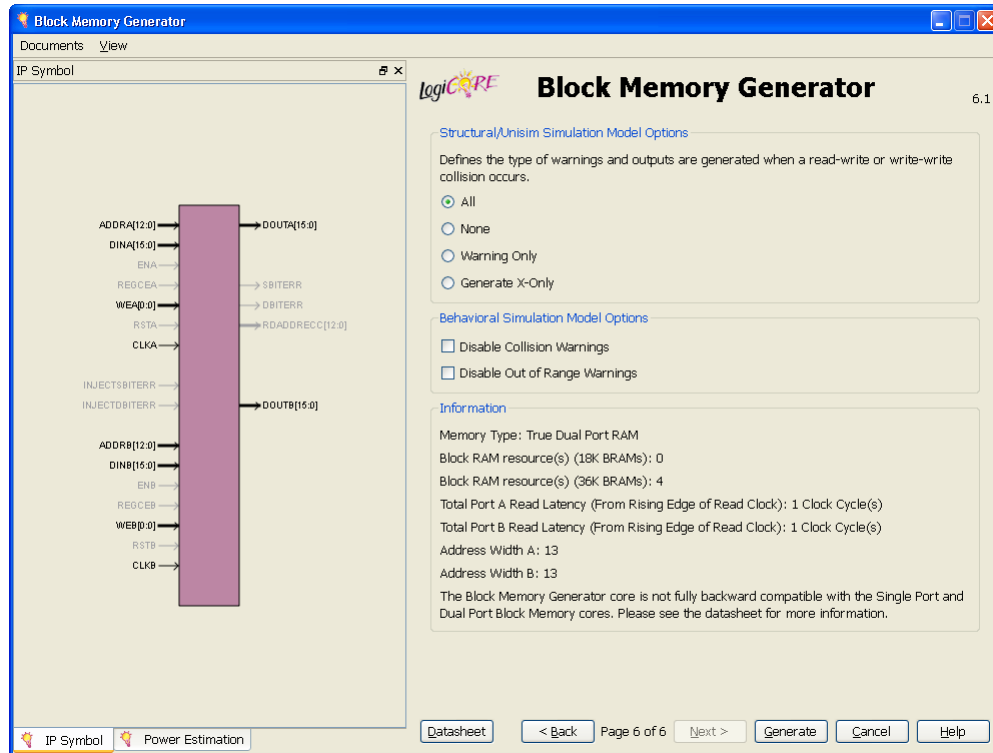 Block Memory Generator
Documents View
IP Symbol
ADDRA[12:0]
DINA[15:0]
ENA
REGCEA
WEA[0:0]
RSTA
CLKA
INJECTSBITERR
INJECTDBITERR
ADDRB[12:0]
DINB[15:0]
ENB
REGCEB
WEB[0:0]
RSTB
CLKB
DOUTA[15:0]
SBITERR
DBITERR
RDADDRECC[12:0]
DOUTB[15:0]
IP Symbol Power Estimation
LogiCORE
Block Memory Generator
6.1
Structural/Unisim Simulation Model Options
Defines the type of warnings and outputs are generated when a read-write or write-write
collision occurs.
All
None
Warning Only
Generate X-Only
Behavioral Simulation Model Options
Disable Collision Warnings
Disable Out of Range Warnings
Information
Memory Type: True Dual Port RAM
Block RAM resource(s) (18K BRAMs): 0
Block RAM resource(s) (36K BRAMs): 4
Total Port A Read Latency (From Rising Edge of Read Clock): 1 Clock Cycle(s)
Total Port B Read Latency (From Rising Edge of Read Clock): 1 Clock Cycle(s)
Address Width A: 13
Address Width B: 13
The Block Memory Generator core is not fully backward compatible with the Single Port and
Dual Port Block Memory cores. Please see the datasheet for more information.
Datasheet < Back Page 6 of 6 Next > Generate Cancel Help